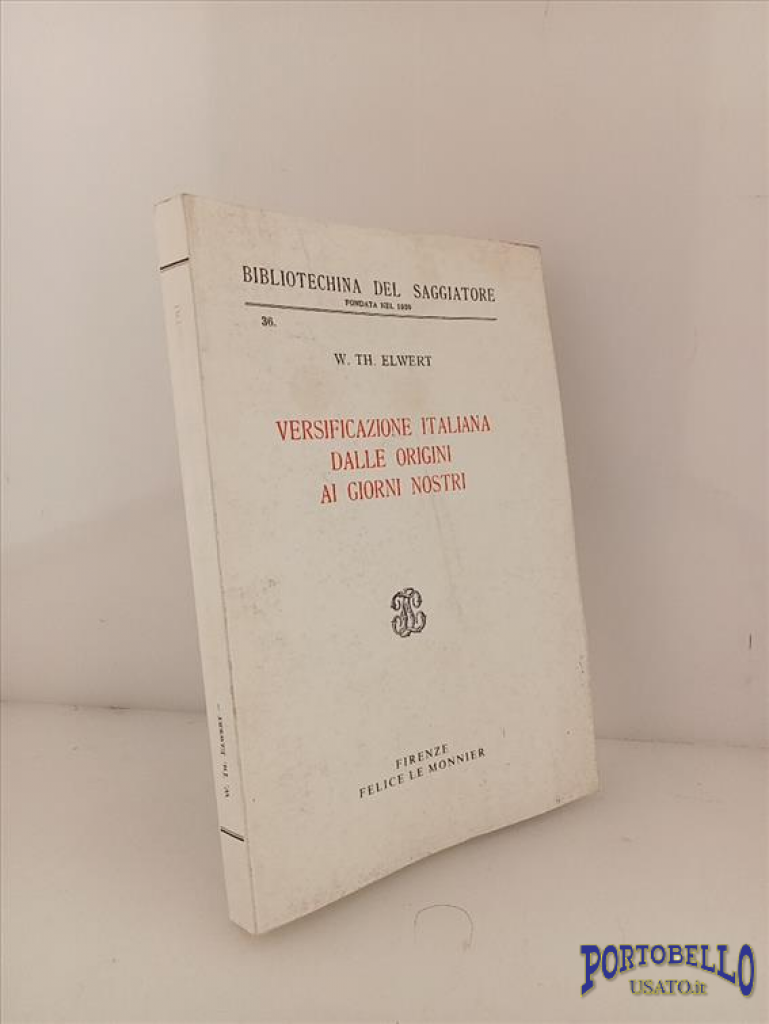 BIBLIOTECHINA DEL SAGGIATORE
FONDATA NEL 1939
36.
W. TH. ELWERT
VERSIFICAZIONE ITALIANA
DALLE ORIGINI
AI GIORNI NOSTRI
FIRENZE
FELICE LE MONNIER
W. TH. ELWERT –
PORTOBELLO
USATO.it